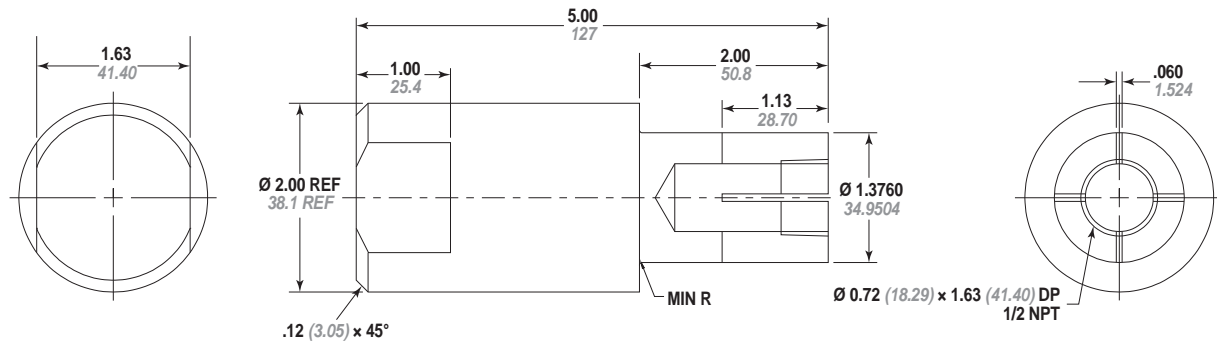 5.00
127
1.63
41.40
1.00
25.4
2.00
50.8
.060
1.524
1.13
28.70
Ø 2.00 REF
38.1 REF
Ø 1.3760
34.9504
MIN R
Ø 0.72 (18.29) × 1.63 (41.40) DP
1/2 NPT
.12 (3.05) × 45°